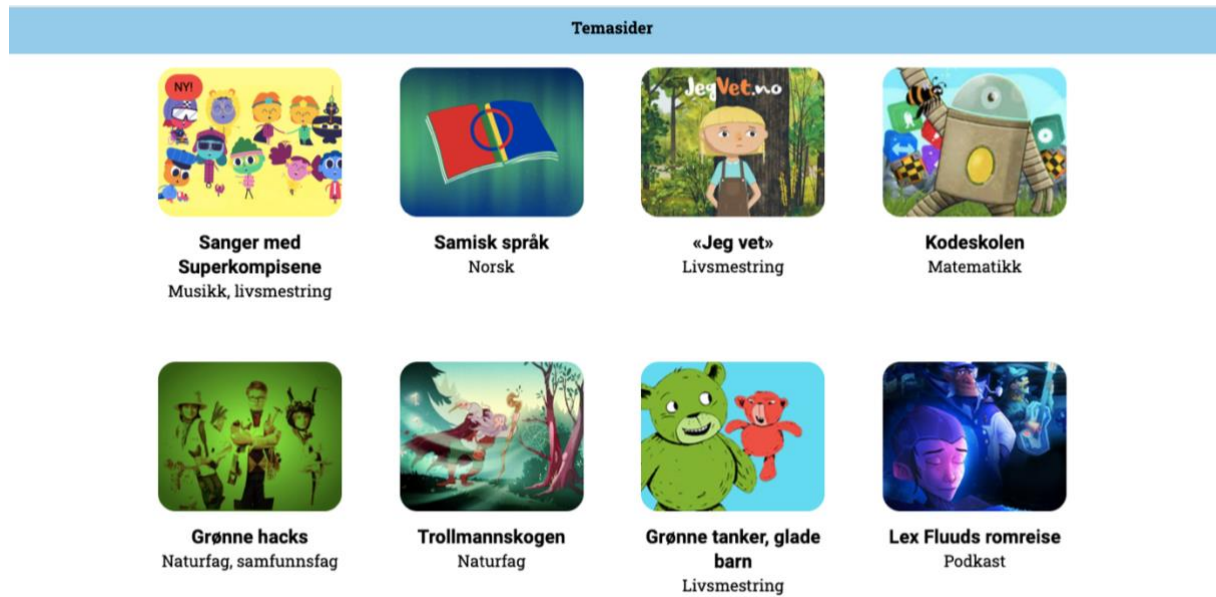 Temasider
NY!
JegVet.no
Sanger med
Superkompisene
Musikk, livsmestring
Samisk språk
Norsk
«Jeg vet»
Livsmestring
Kodeskolen
Matematikk
Grønne hacks
Naturfag, samfunnsfag
Trollmannskogen
Naturfag
Grønne tanker, glade
barn
Livsmestring
Lex Fluuds romreise
Podkast